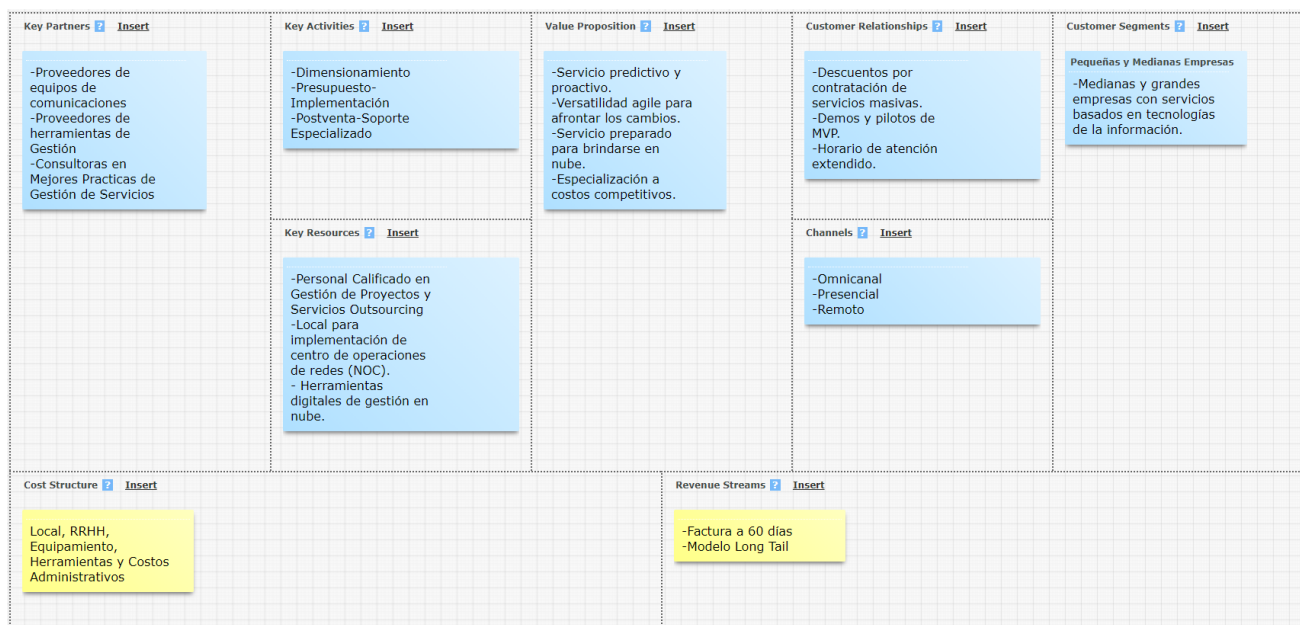 Key Partners ? Insert
-Proveedores de
equipos de
comunicaciones
-Proveedores de
herramientas de
Gestión
-Consultoras en
Mejores Practicas de
Gestión de Servicios
Key Activities ? Insert
-Dimensionamiento
-Presupuesto-
Implementación
-Postventa-Soporte
Especializado
Key Resources ? Insert
-Personal Calificado en
Gestión de Proyectos y
Servicios Outsourcing
-Local para
implementación de
centro de operaciones
de redes (NOC).
- Herramientas
digitales de gestión en
nube.
Value Proposition ? Insert
-Servicio predictivo y
proactivo.
-Versatilidad agile para
afrontar los cambios.
-Servicio preparado
para brindarse en
nube.
-Especialización a
costos competitivos.
Customer Relationships ? Insert
-Descuentos por
contratación de
servicios masivas.
-Demos y pilotos de
MVP.
-Horario de atención
extendido.
Channels ? Insert
-Omnicanal
-Presencial
-Remoto
Customer Segments ? Insert
Pequeñas y Medianas Empresas
-Medianas y grandes
empresas con servicios
basados en tecnologías
de la información.
Cost Structure ? Insert
Local, RRHH,
Equipamiento,
Herramientas y Costos
Administrativos
Revenue Streams ? Insert
-Factura a 60 días
-Modelo Long Tail